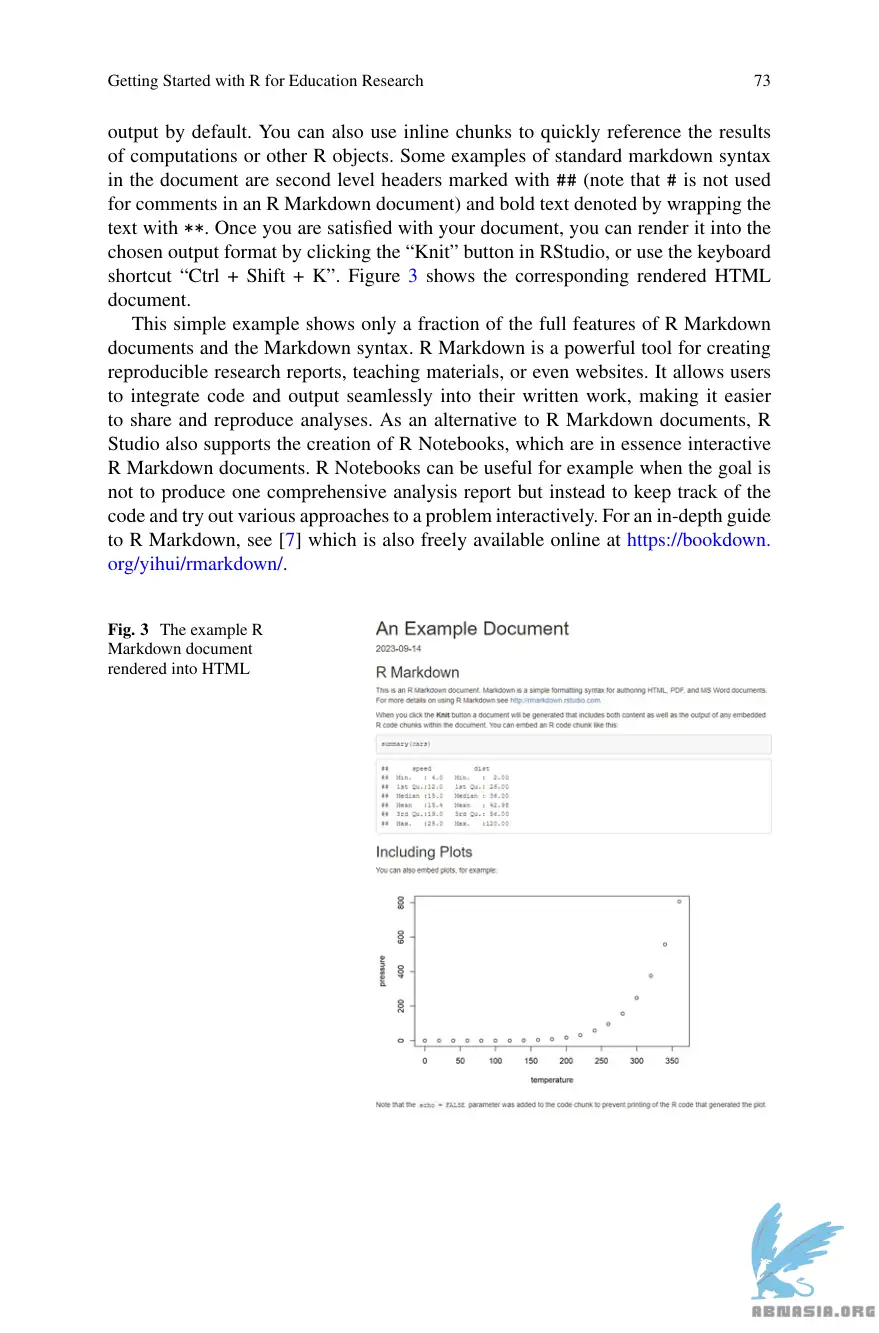 Getting Started with R for Education Research 73
output by default. You can also use inline chunks to quickly reference the results
of computations or other R objects. Some examples of standard markdown syntax
in the document are second level headers marked with ## (note that # is not used
for comments in an R Markdown document) and bold text denoted by wrapping the
text with **. Once you are satisfied with your document, you can render it into the
chosen output format by clicking the “Knit” button in RStudio, or use the keyboard
shortcut “Ctrl + Shift + K”. Figure 3 shows the corresponding rendered HTML
document.
This simple example shows only a fraction of the full features of R Markdown
documents and the Markdown syntax. R Markdown is a powerful tool for creating
reproducible research reports, teaching materials, or even websites. It allows users
to integrate code and output seamlessly into their written work, making it easier
to share and reproduce analyses. As an alternative to R Markdown documents, R
Studio also supports the creation of R Notebooks, which are in essence interactive
R Markdown documents. R Notebooks can be useful for example when the goal is
not to produce one comprehensive analysis report but instead to keep track of the
code and try out various approaches to a problem interactively. For an in-depth guide
to R Markdown, see [7] which is also freely available online at https://bookdown.
org/yihui/rmarkdown/.
Fig. 3 The example R
Markdown document
rendered into HTML
An Example Document
2023-09-14
R Markdown
This is an R Markdown document. Markdown is a simple formatting syntax for authoring HTML, PDF, and MS Word documents.
For more details on using R Markdown see http://rmarkdown.rstudio.com.
When you click the Knit button a document will be generated that includes both content as well as the output of any embedded
R code chunks within the document. You can embed an R code chunk like this:
summary(cars)
## speed dist
## Min. : 4.0 Min. : 2.00
## 1st Qu.:12.0 1st Qu.: 26.00
## Median :15.0 Median : 36.00
## Mean :15.4 Mean : 42.98
## 3rd Qu.:19.0 3rd Qu.: 56.00
## Max. :25.0 Max. :120.00
Including Plots
You can also embed plots, for example:
800
600
400
200
0
pressure
0 50 100 150 200 250 300 350
temperature
Note that the echo = FALSE parameter was added to the code chunk to prevent printing of the R code that generated the plot.
ABNASIA.ORG